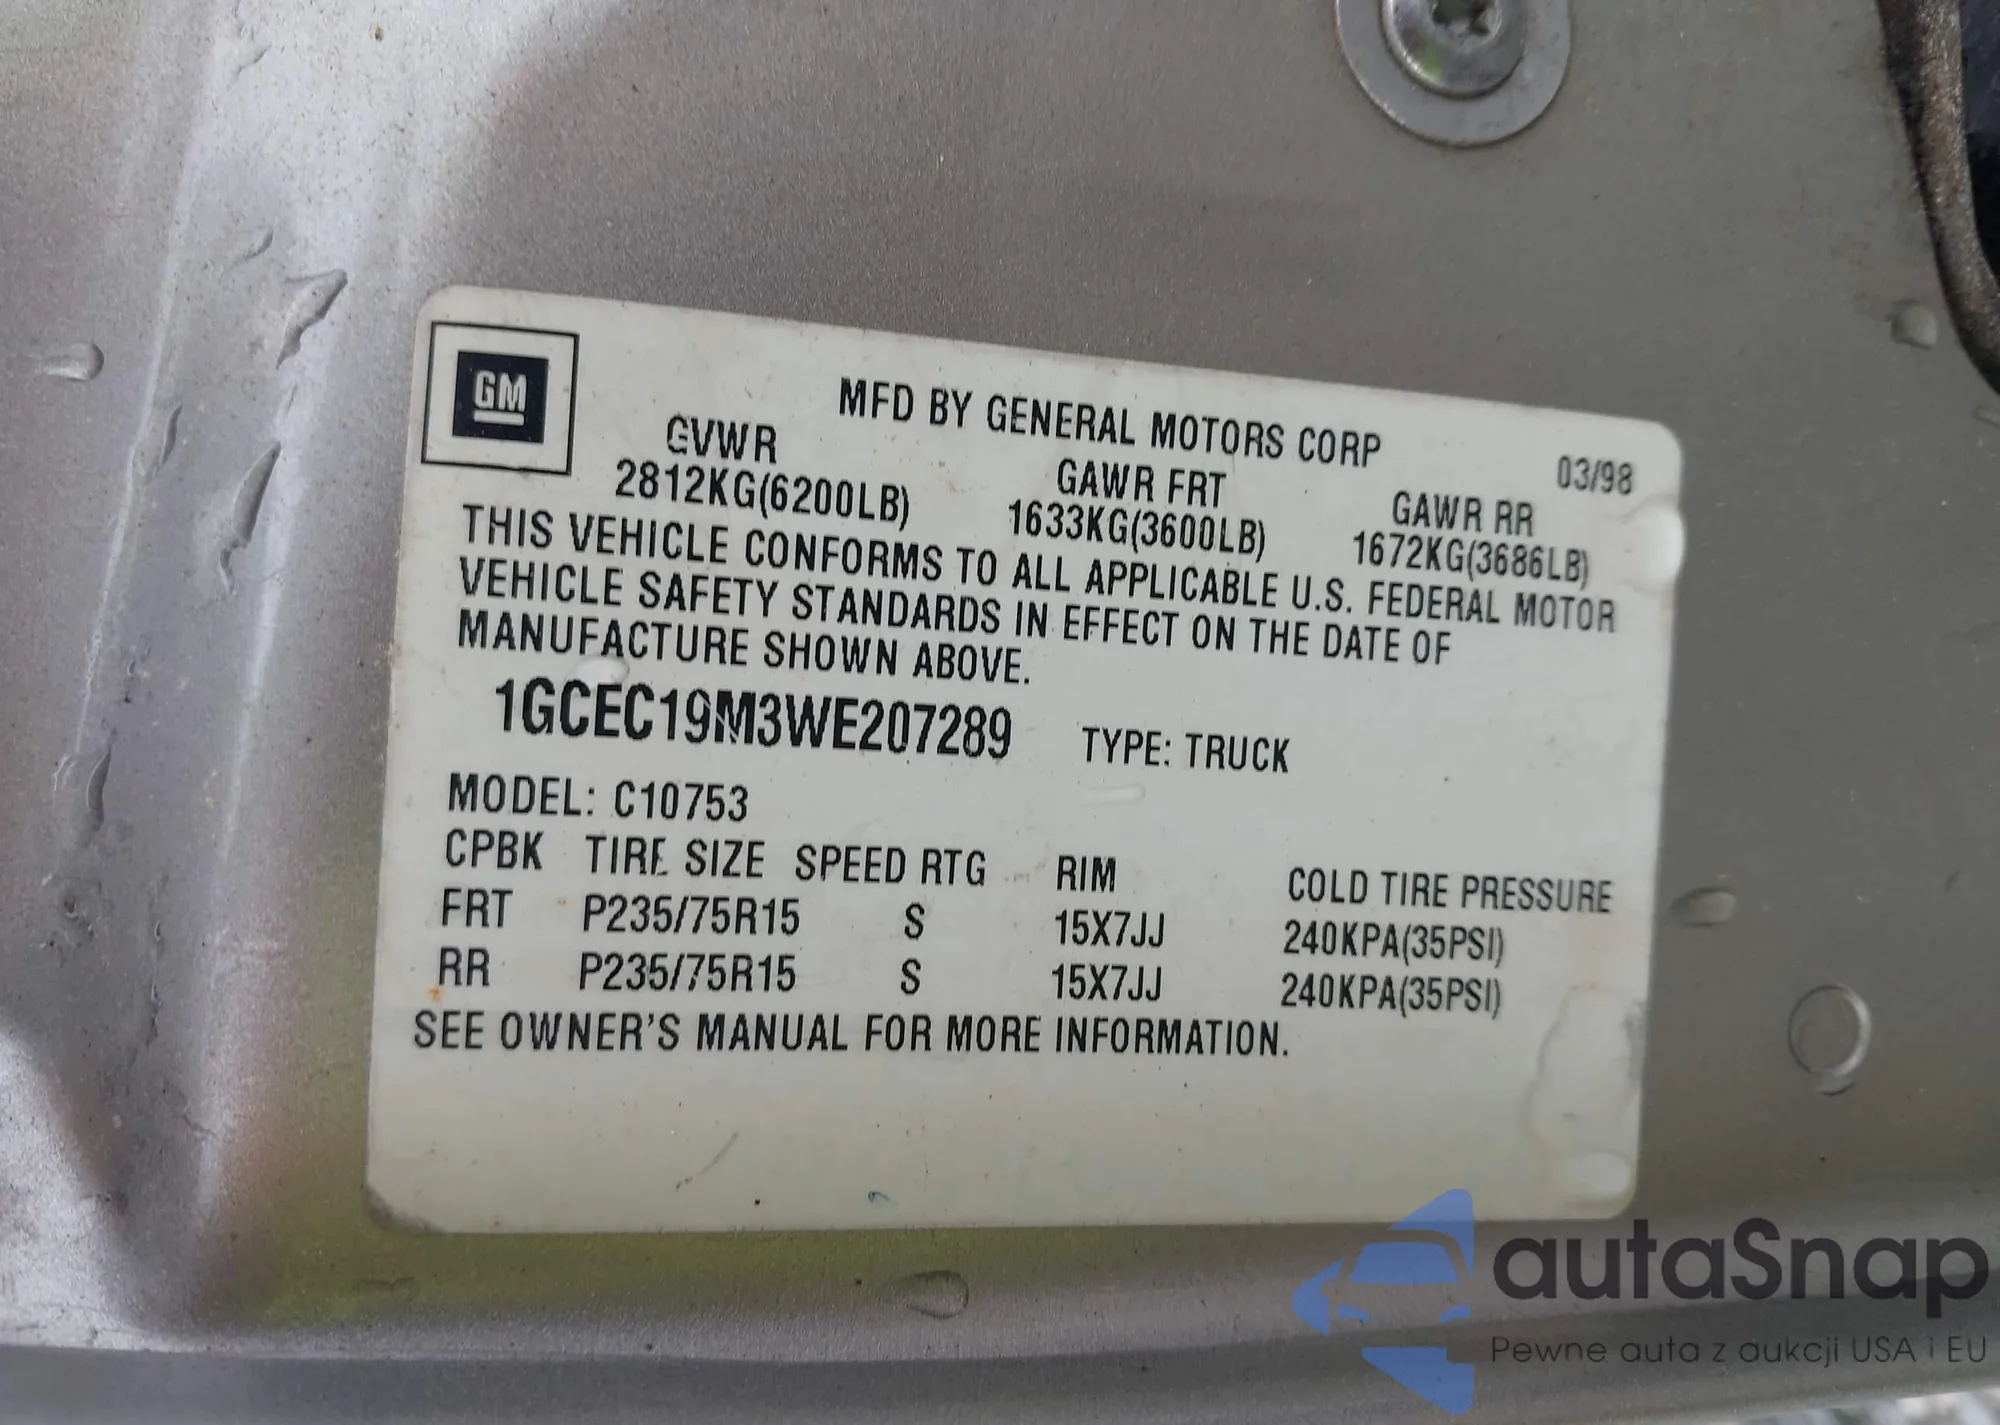 GM
MFD BY GENERAL MOTORS CORP 03/98
GVWR GAWR FRT GAWR RR
2812KG(6200LB) 1633KG(3600LB) 1672KG(3686LB)
THIS VEHICLE CONFORMS TO ALL APPLICABLE U.S. FEDERAL MOTOR
VEHICLE SAFETY STANDARDS IN EFFECT ON THE DATE OF
MANUFACTURE SHOWN ABOVE.
1GCEC19M3WE207289 TYPE: TRUCK
MODEL: C10753
CPBK TIRE SIZE SPEED RTG RIM COLD TIRE PRESSURE
FRT P235/75R15 S 15X7JJ 240KPA(35PSI)
RR P235/75R15 S 15X7JJ 240KPA(35PSI)
SEE OWNER'S MANUAL FOR MORE INFORMATION.
autaSnap
Pewne auta z aukcji USA i EU